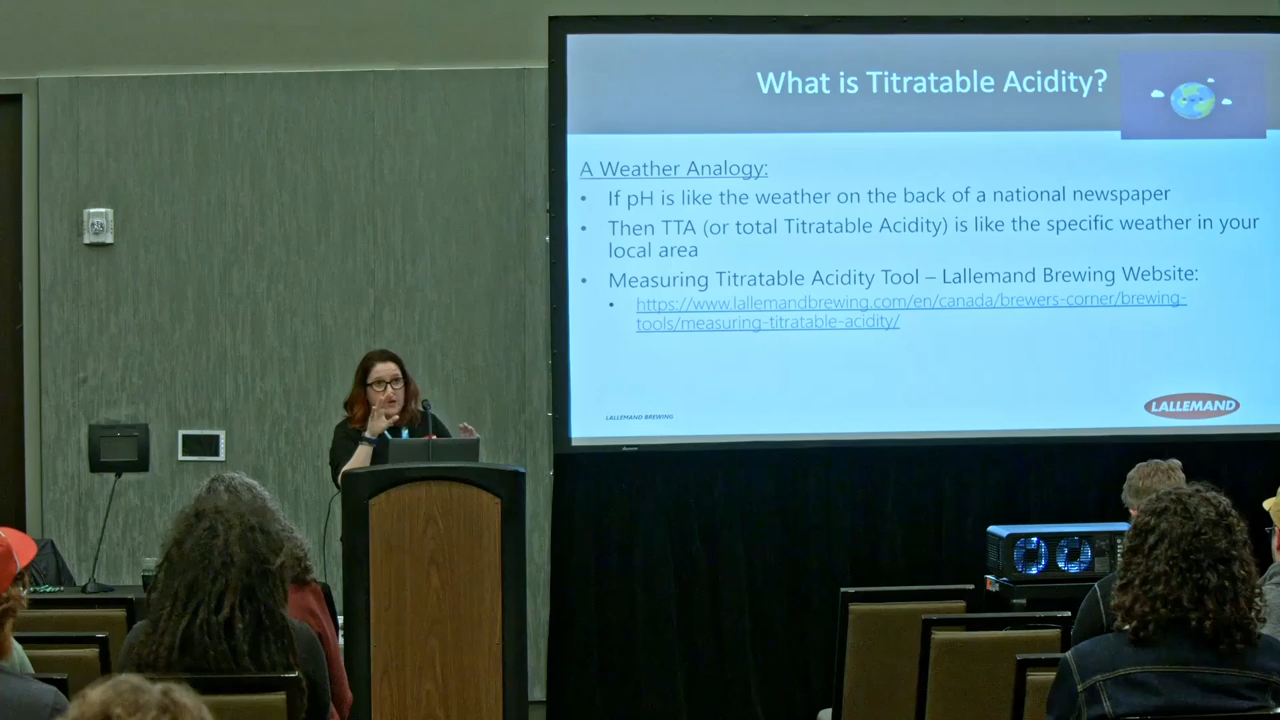 What is Titratable Acidity?
A Weather Analogy:
• If pH is like the weather on the back of a national newspaper
• Then TTA (or total Titratable Acidity) is like the specific weather in your
local area
• Measuring Titratable Acidity Tool – Lallemand Brewing Website:
• https://www.lallemandbrewing.com/en/canada/brewers-corner/brewing-
tools/measuring-titratable-acidity/
LALLEMAND BREWING
LALLEMAND